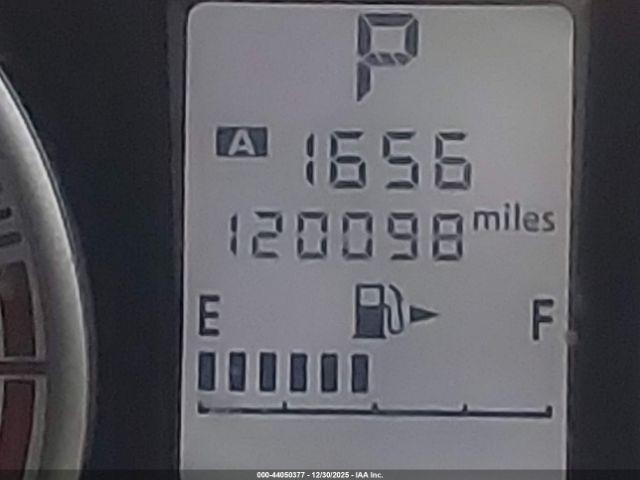 P
A 1656
120098 miles
E F
000-44050377 - 12/30/2025 - IAA Inc.